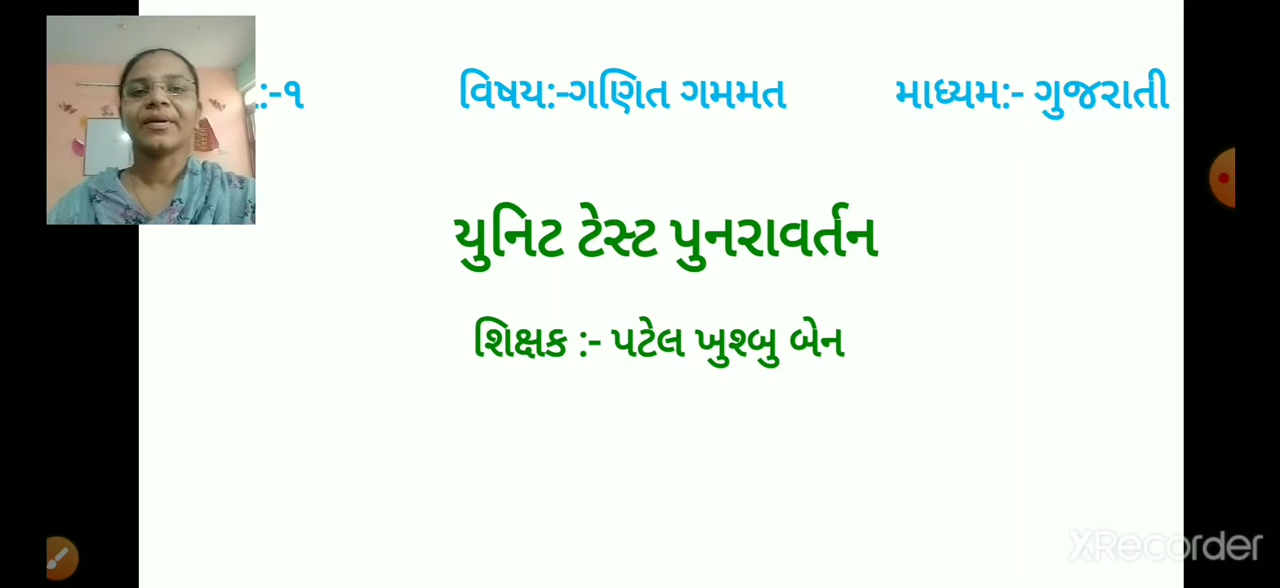 :-૧ વિષય:-ગણિત ગમમત માધ્યમ:- ગુજરાતી
યુનિટ ટેસ્ટ પુનરાવર્તન
શિક્ષક :- પટેલ ખુશ્બુ બેન
XRecorder